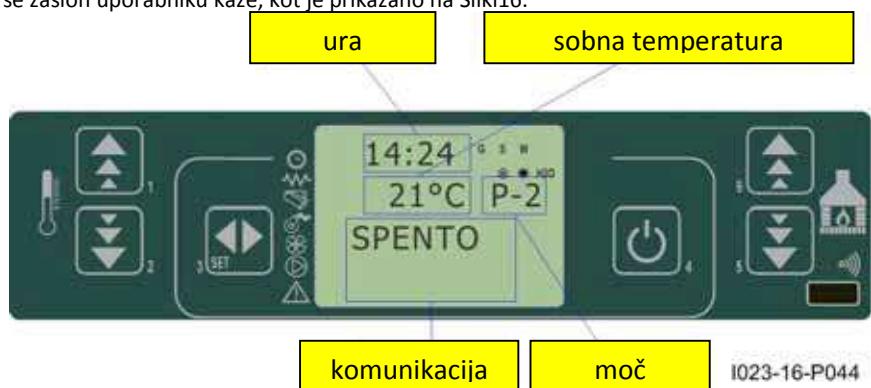 se zaslon uporabniku kaže, kot je prikazano na Sliki16.
ura
sobna temperatura
14:24 G S M
21°C P-2
SPENTO
1
2
3 SET
4
6
5
komunikacija
moč
I023-16-P044